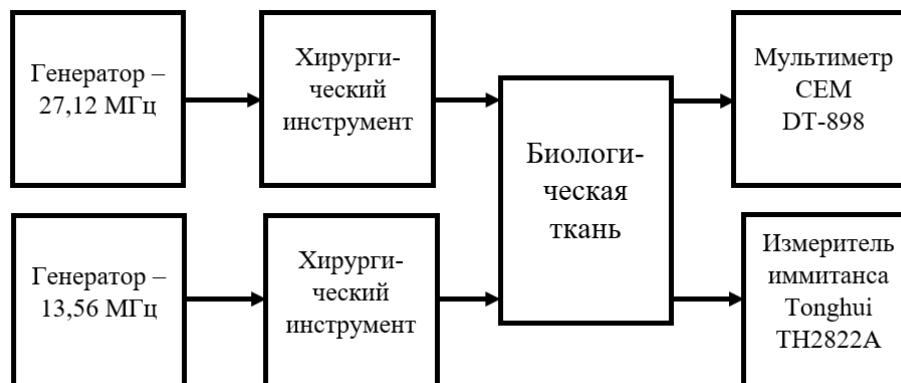 Генератор –
27,12 МГц
Хирурги-
ческий
инструмент
Биологи-
ческая
ткань
Мультиметр
СЕМ
DT-898
Генератор –
13,56 МГц
Хирурги-
ческий
инструмент
Измеритель
иммитанса
Tonghui
TH2822A